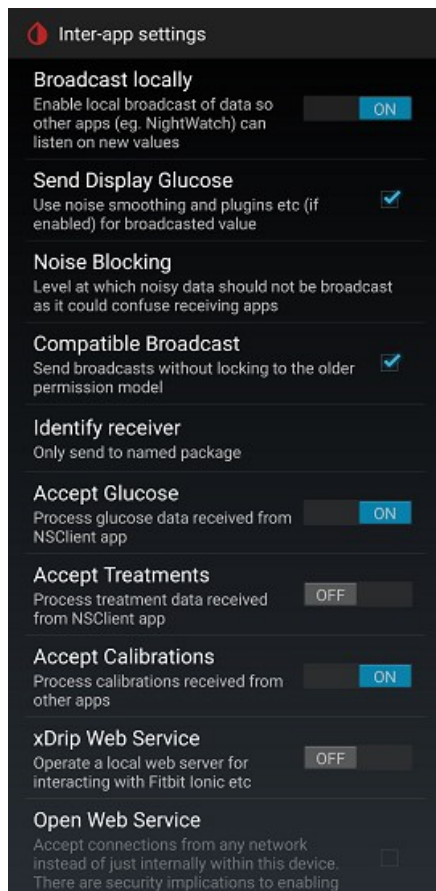 Inter-app settings
Broadcast locally
Enable local broadcast of data so
other apps (eg. NightWatch) can
listen on new values
ON
Send Display Glucose
Use noise smoothing and plugins etc (if
enabled) for broadcasted value
Noise Blocking
Level at which noisy data should not be broadcast
as it could confuse receiving apps
Compatible Broadcast
Send broadcasts without locking to the older
permission model
Identify receiver
Only send to named package
Accept Glucose
Process glucose data received from
NSClient app
ON
Accept Treatments
Process treatment data received
from NSClient app
OFF
Accept Calibrations
Process calibrations received from
other apps
ON
xDrip Web Service
Operate a local web server for
interacting with Fitbit Ionic etc
OFF
Open Web Service
Accept connections from any network
instead of just internally within this device.
There are security implications to enabling